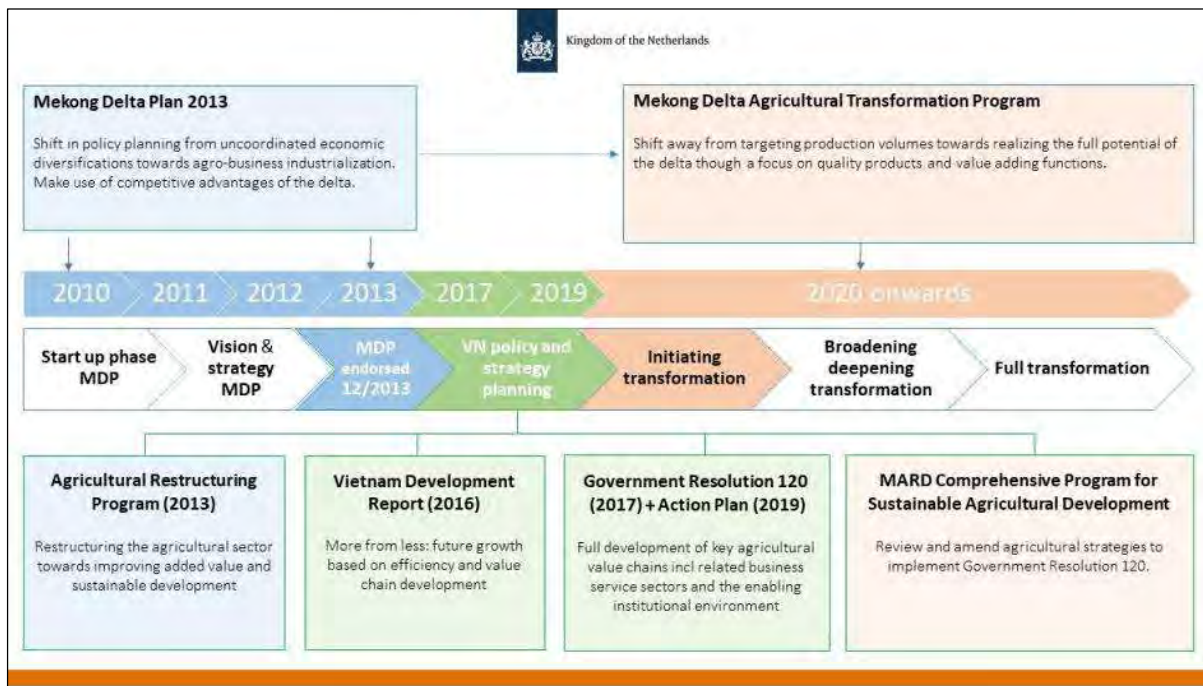 Kingdom of the Netherlands
Mekong Delta Plan 2013
Shift in policy planning from uncoordinated economic
diversifications towards agro-business industrialization.
Make use of competitive advantages of the delta.
Mekong Delta Agricultural Transformation Program
Shift away from targeting production volumes towards realizing the full potential of
the delta though a focus on quality products and value adding functions.
2010 2011 2012 2013 2017 2019 2020 onwards
Start up phase
MDP
Vision &
strategy
MDP
MDP
endorsed
12/2013
VN policy and
strategy
planning
Initiating
transformation
Broadening
deepening
transformation
Full transformation
Agricultural Restructuring
Program (2013)
Restructuring the agricultural sector
towards improving added value and
sustainable development
Vietnam Development
Report (2016)
More from less: future growth
based on efficiency and value
chain development
Government Resolution 120
(2017) + Action Plan (2019)
Full development of key agricultural
value chains incl related business
service sectors and the enabling
institutional environment
MARD Comprehensive Program for
Sustainable Agricultural Development
Review and amend agricultural strategies to
implement Government Resolution 120.